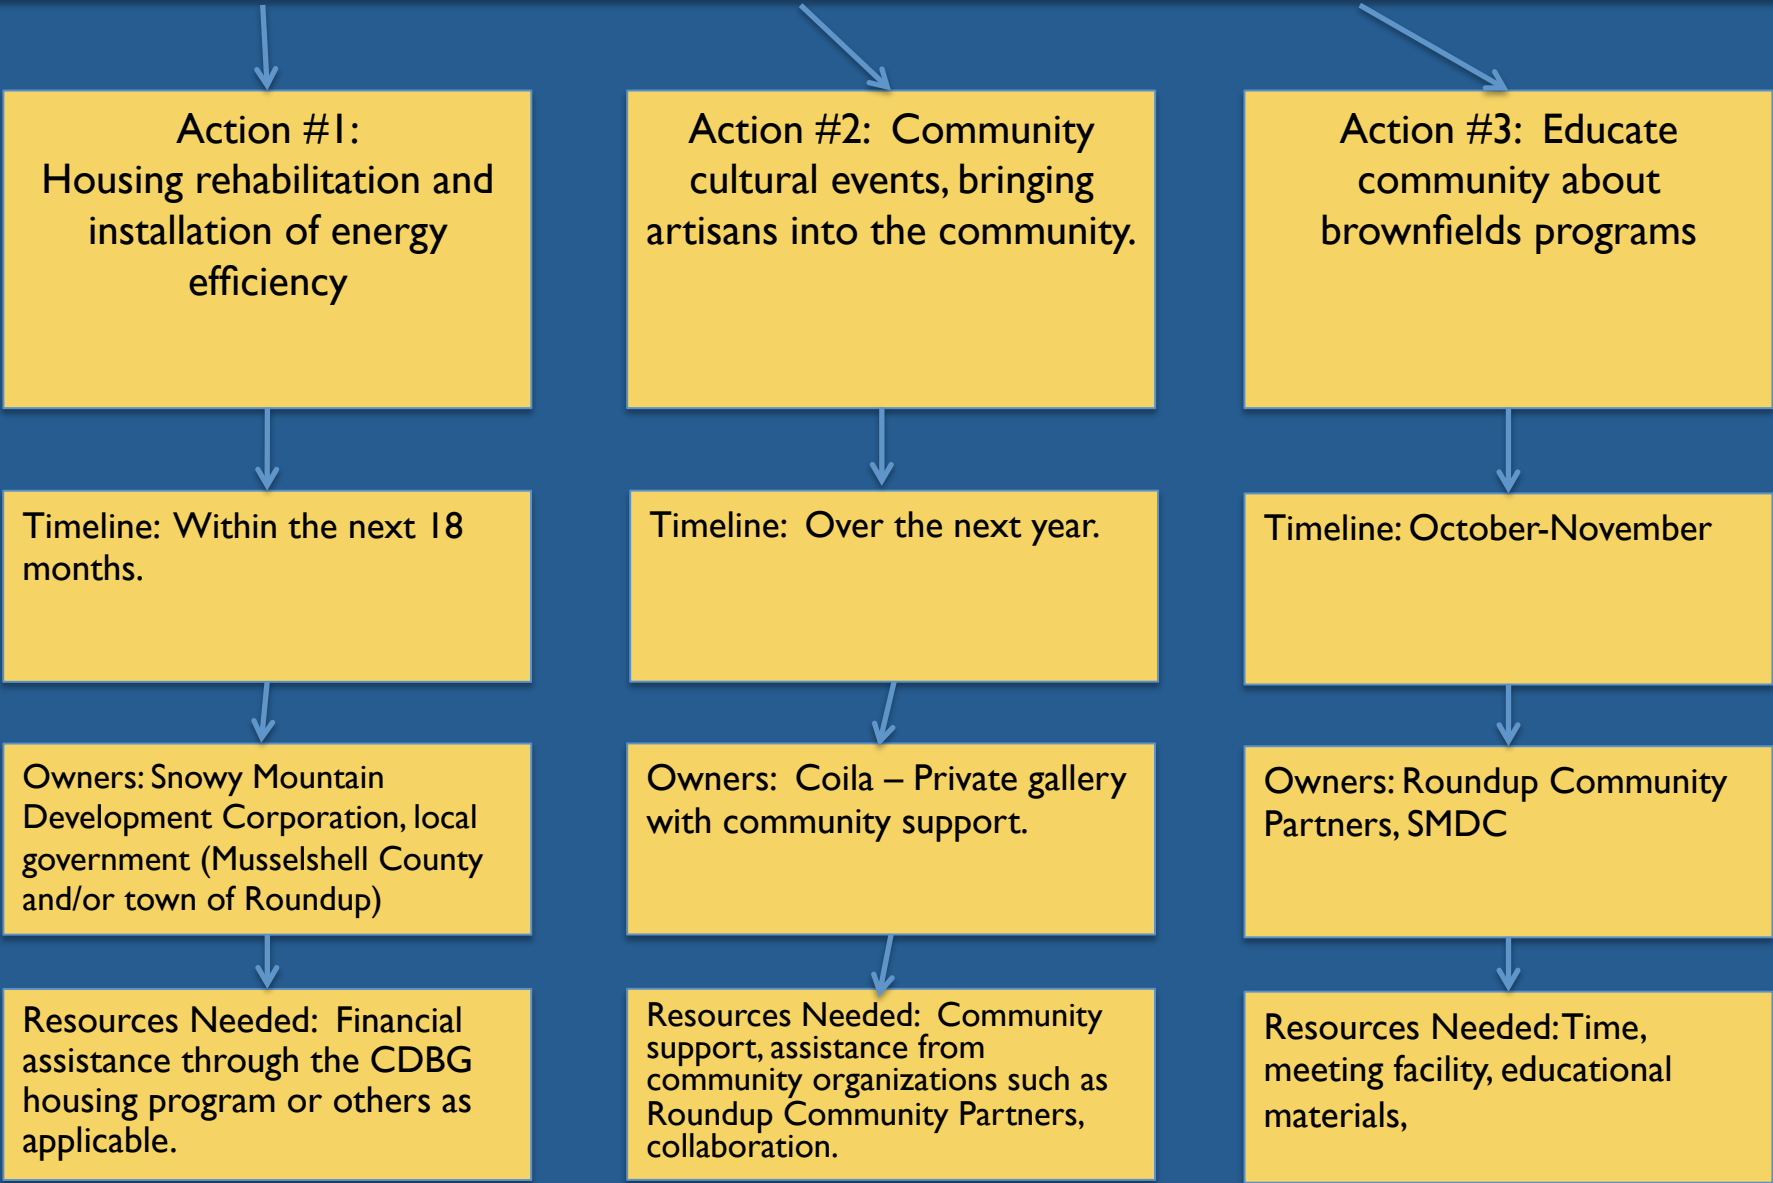 Action #1:
Housing rehabilitation and
installation of energy
efficiency
Timeline: Within the next 18
months.
Owners: Snowy Mountain
Development Corporation, local
government (Musselshell County
and/or town of Roundup)
Resources Needed: Financial
assistance through the CDBG
housing program or others as
applicable.
Action #2: Community
cultural events, bringing
artisans into the community.
Timeline: Over the next year.
Owners: Coila – Private gallery
with community support.
Resources Needed: Community
support, assistance from
community organizations such as
Roundup Community Partners,
collaboration.
Action #3: Educate
community about
brownfields programs
Timeline: October-November
Owners: Roundup Community
Partners, SMDC
Resources Needed: Time,
meeting facility, educational
materials,